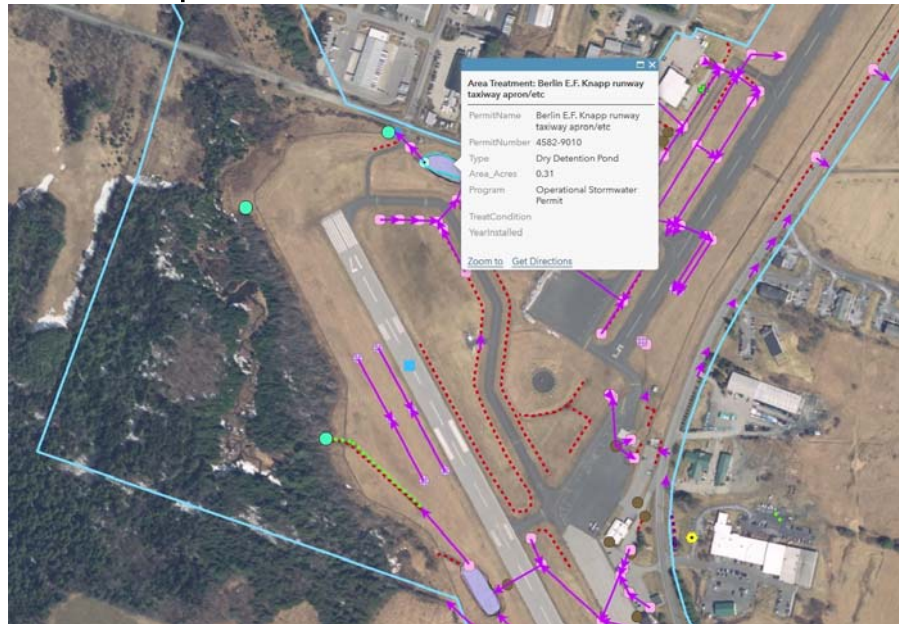 Area Treatment: Berlin E.F. Knapp runway
taxiway apron/etc
PermitName Berlin E.F. Knapp runway
taxiway apron/etc
PermitNumber 4582-9010
Type Dry Detention Pond
Area_Acres 0.31
Program Operational Stormwater
Permit
TreatCondition
YearInstalled
Zoom to Get Directions